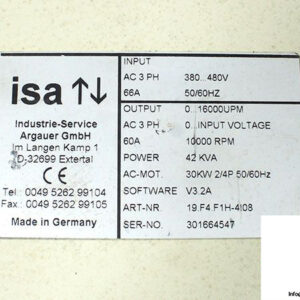 isa ↑↓
Industrie-Service
Argauer GmbH
Im Langen Kamp 1
D-32699 Extertal
CE
Tel : 0049 5262 99104
Fax : 0049 5262 99105
Made in Germany
INPUT
AC 3 PH 380...480V
66A 50/60HZ
OUTPUT 0...16000UPM
AC 3 PH 0...INPUT VOLTAGE
60A 10000 RPM
POWER 42 KVA
AC-MOT. 30KW 2/4P 50/60Hz
SOFTWARE V3.2A
ART-NR. 19.F4.F1H-4I08
SERIAL-NO. 301664547